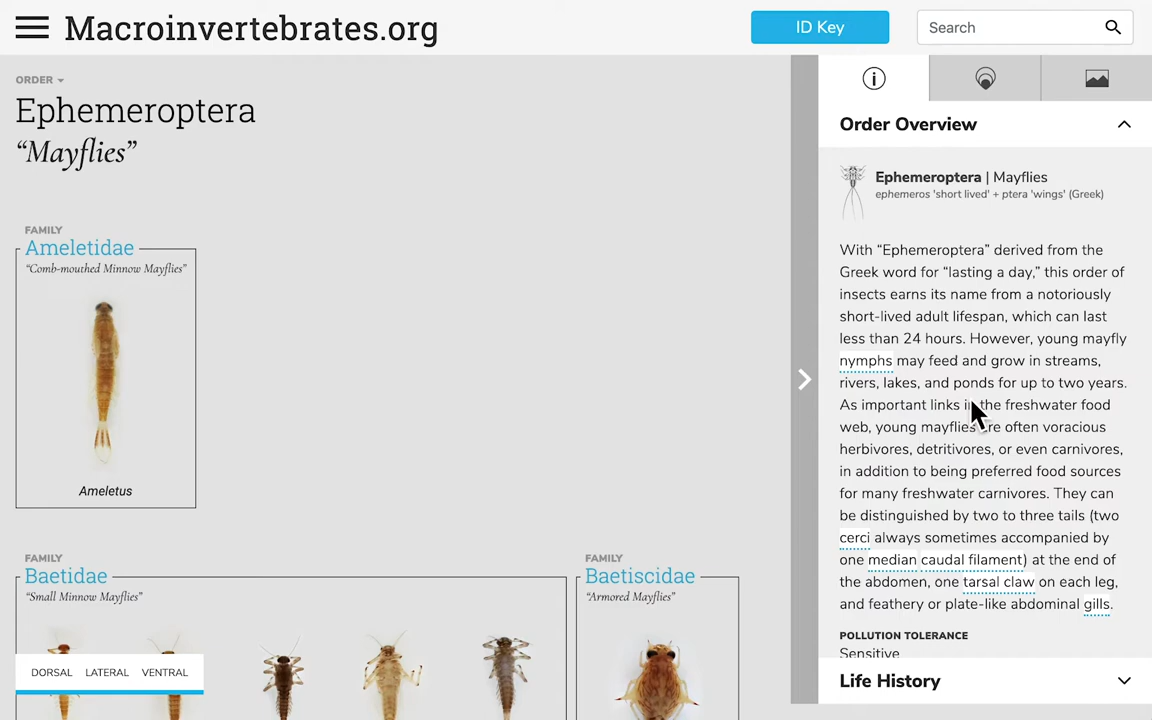 Macroinvertebrates.org
ID Key
Search
ORDER
Ephemeroptera
“Mayflies”
FAMILY
Ameletidae
“Comb-mouthed Minnow Mayflies”
Ameletus
FAMILY
Baetidae
“Small Minnow Mayflies”
FAMILY
Baetiscidae
“Armored Mayflies”
DORSAL LATERAL VENTRAL
Order Overview
Ephemeroptera | Mayflies
ephemeros 'short lived' + ptera 'wings' (Greek)
With “Ephemeroptera” derived from the
Greek word for “lasting a day,” this order of
insects earns its name from a notoriously
short-lived adult lifespan, which can last
less than 24 hours. However, young mayfly
nymphs may feed and grow in streams,
rivers, lakes, and ponds for up to two years.
As important links in the freshwater food
web, young mayflies are often voracious
herbivores, detritivores, or even carnivores,
in addition to being preferred food sources
for many freshwater carnivores. They can
be distinguished by two to three tails (two
cerci always sometimes accompanied by
one median caudal filament) at the end of
the abdomen, one tarsal claw on each leg,
and feathery or plate-like abdominal gills.
POLLUTION TOLERANCE
Sensitive
Life History